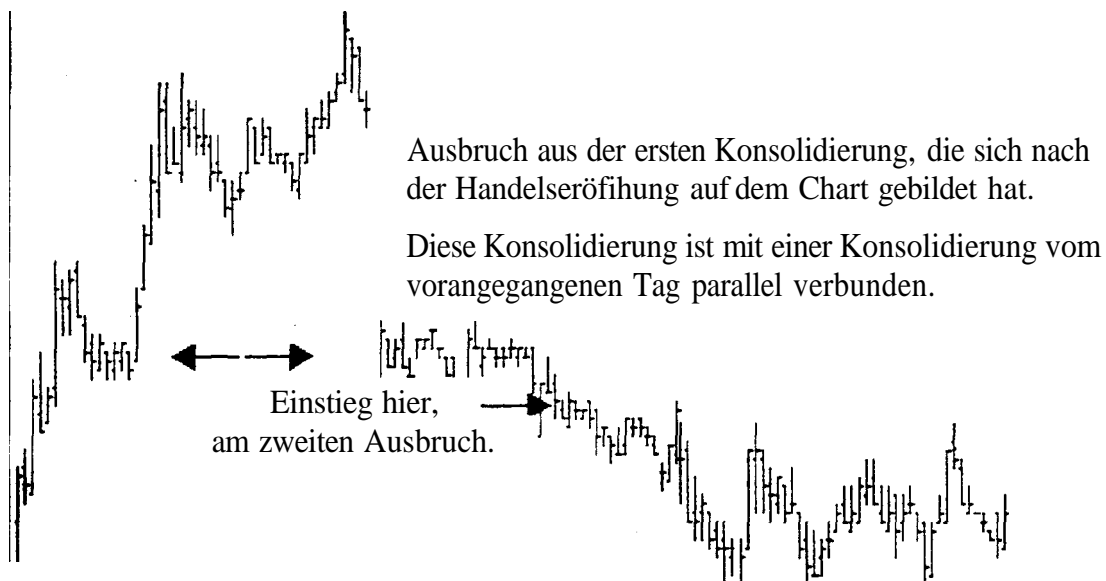 Ausbruch aus der ersten Konsolidierung, die sich nach
der Handelseröfihung auf dem Chart gebildet hat.
Diese Konsolidierung ist mit einer Konsolidierung vom
vorangegangenen Tag parallel verbunden.
Einstieg hier,
am zweiten Ausbruch.